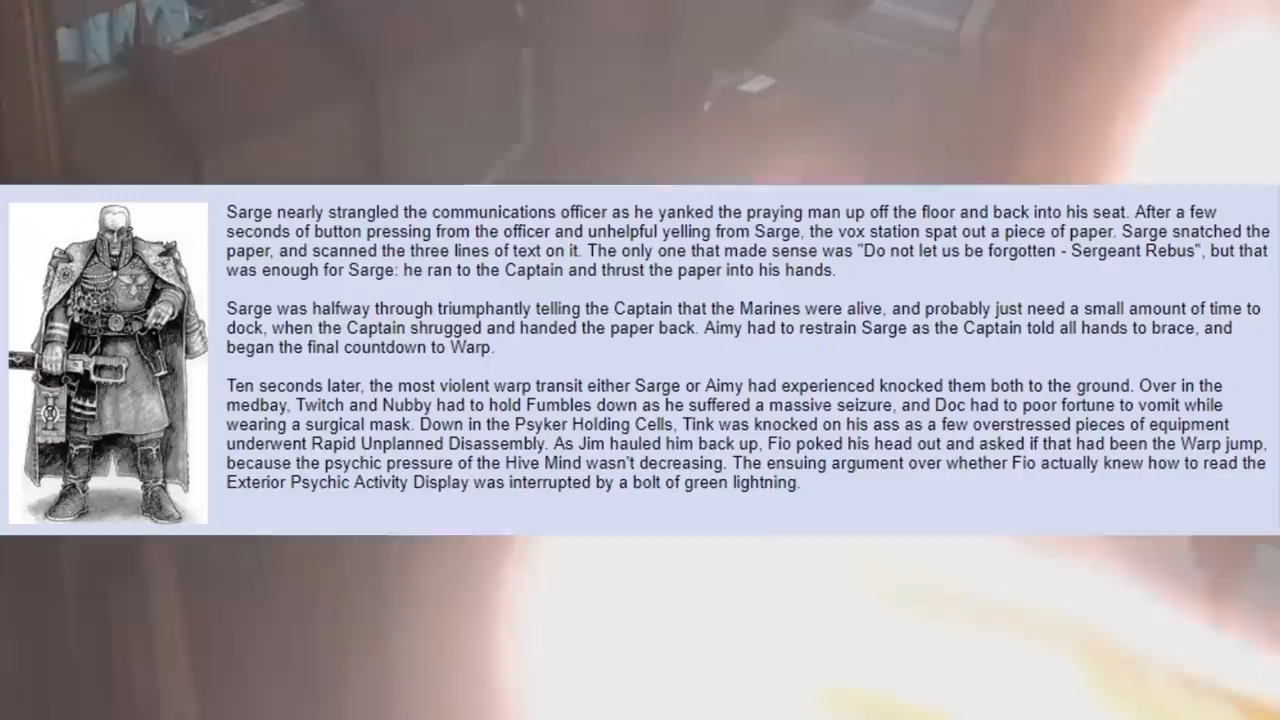 Sarge nearly strangled the communications officer as he yanked the praying man up off the floor and back into his seat. After a few
seconds of button pressing from the officer and unhelpful yelling from Sarge, the vox station spat out a piece of paper. Sarge snatched the
paper, and scanned the three lines of text on it. The only one that made sense was "Do not let us be forgotten - Sergeant Rebus", but that
was enough for Sarge: he ran to the Captain and thrust the paper into his hands.
Sarge was halfway through triumphantly telling the Captain that the Marines were alive, and probably just need a small amount of time to
dock, when the Captain shrugged and handed the paper back. Aimy had to restrain Sarge as the Captain told all hands to brace, and
began the final countdown to Warp.
Ten seconds later, the most violent warp transit either Sarge or Aimy had experienced knocked them both to the ground. Over in the
medbay, Twitch and Nubby had to hold Fumbles down as he suffered a massive seizure, and Doc had to poor fortune to vomit while
wearing a surgical mask. Down in the Psyker Holding Cells, Tink was knocked on his ass as a few overstressed pieces of equipment
underwent Rapid Unplanned Disassembly. As Jim hauled him back up, Fio poked his head out and asked if that had been the Warp jump,
because the psychic pressure of the Hive Mind wasn't decreasing. The ensuing argument over whether Fio actually knew how to read the
Exterior Psychic Activity Display was interrupted by a bolt of green lightning.